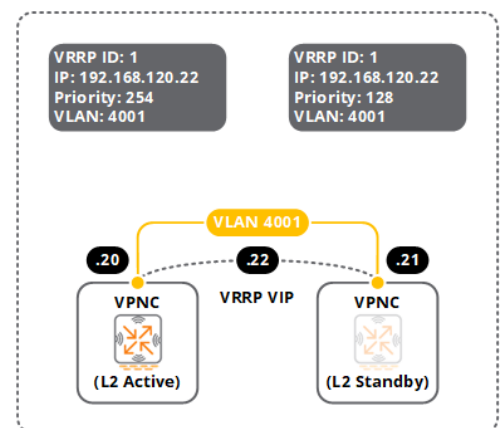 VRRP ID: 1
IP: 192.168.120.22
Priority: 254
VLAN: 4001
VRRP ID: 1
IP: 192.168.120.22
Priority: 128
VLAN: 4001
VLAN 4001
.20
.22
.21
VPNC
VRRP VIP
VPNC
(L2 Active)
(L2 Standby)